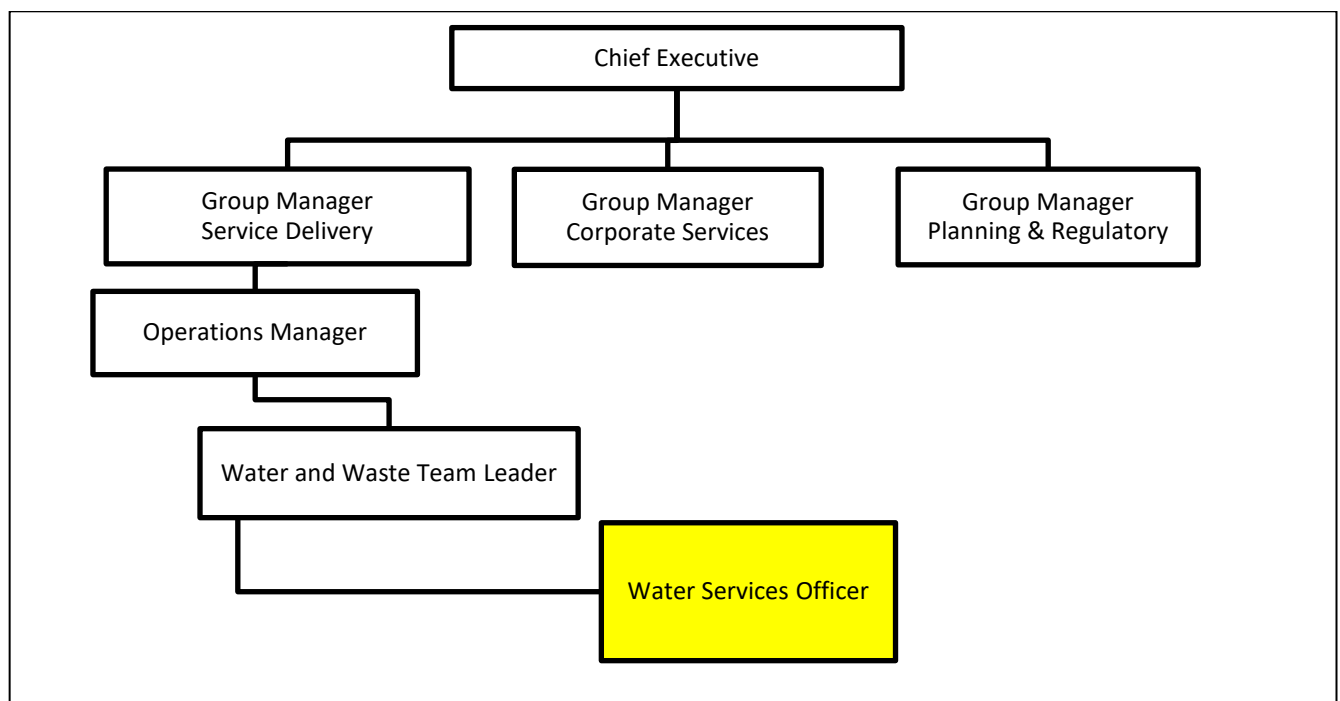 Chief Executive
Group Manager
Service Delivery
Group Manager
Corporate Services
Group Manager
Planning & Regulatory
Operations Manager
Water and Waste Team Leader
Water Services Officer